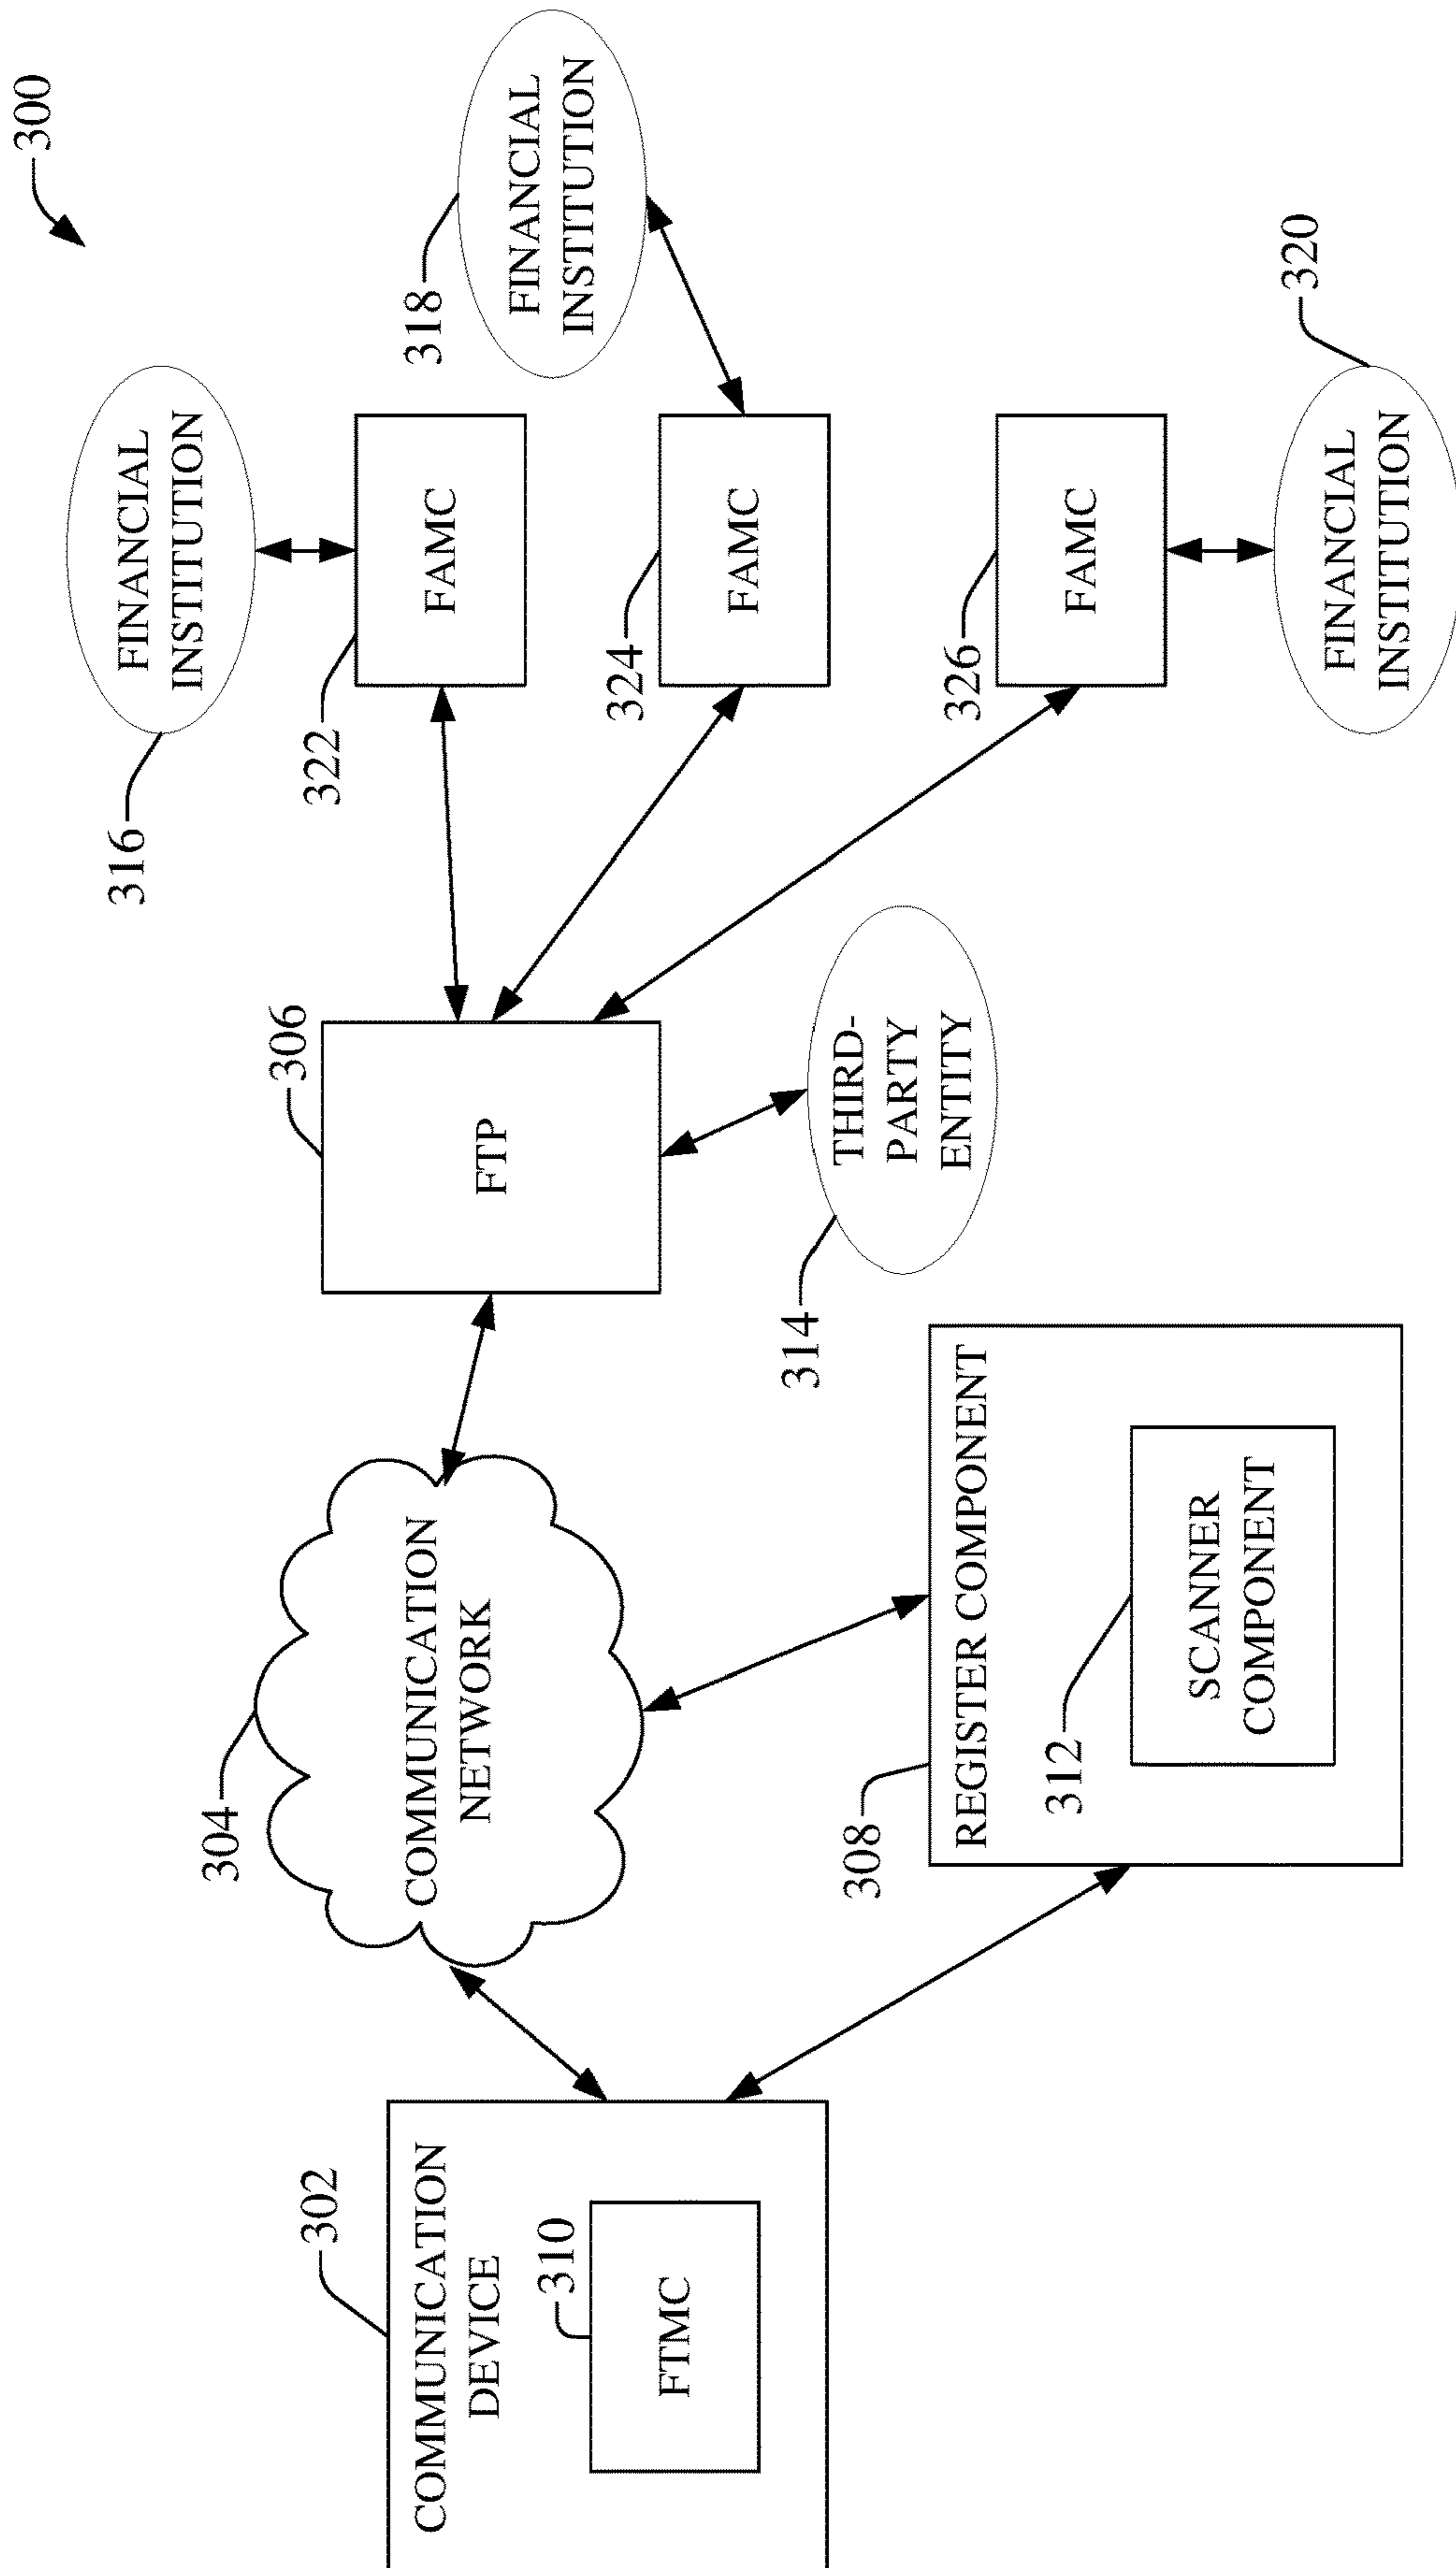 300
COMMUNICATION
DEVICE
302
FTMC
310
COMMUNICATION
NETWORK
304
REGISTER COMPONENT
308
SCANNER
COMPONENT
312
FTP
306
THIRD-
PARTY
ENTITY
314
FINANCIAL
INSTITUTION
316
FAMC
322
FINANCIAL
INSTITUTION
318
FAMC
324
FAMC
326
FINANCIAL
INSTITUTION
320